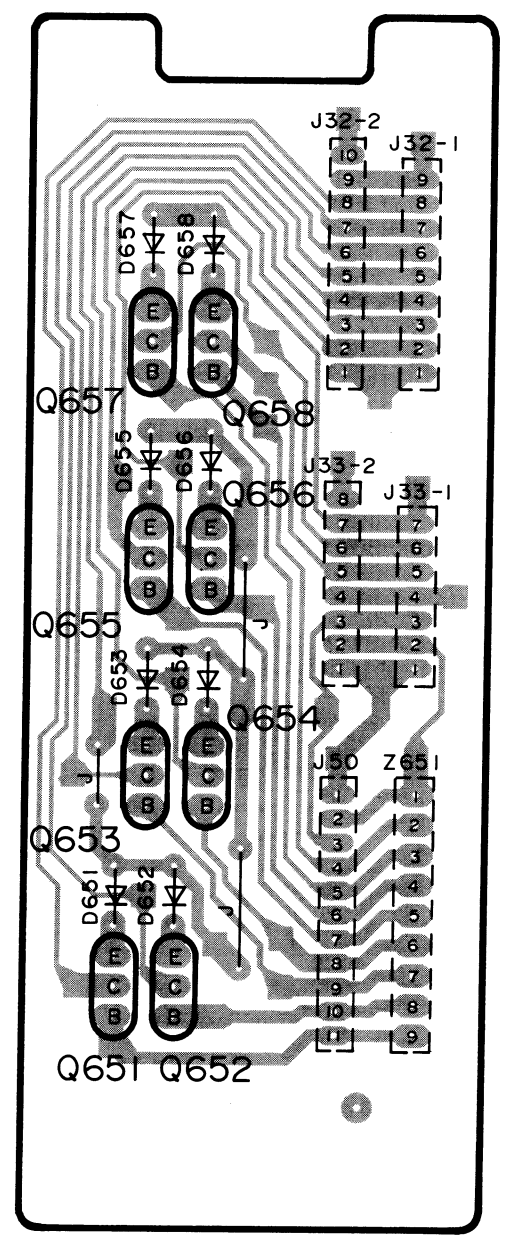 J32-2
J32-1
10
9 9
8 8
7 7
6 6
5 5
4 4
3 3
2 2
1 1
D657
D658
E E
C C
B B
Q657
Q658
D655
D656
Q656
J33-2
J33-1
8
7 7
6 6
5 5
4 4
3 3
2 2
1 1
E E
C C
B B
J
Q655
D653
D654
Q654
E E
C C
B B
J
Q653
J50
Z651
1 1
2 2
3 3
4 4
5 5
6 6
7 7
8 8
9 9
10
11
D651
D652
J
E E
C C
B B
Q651
Q652